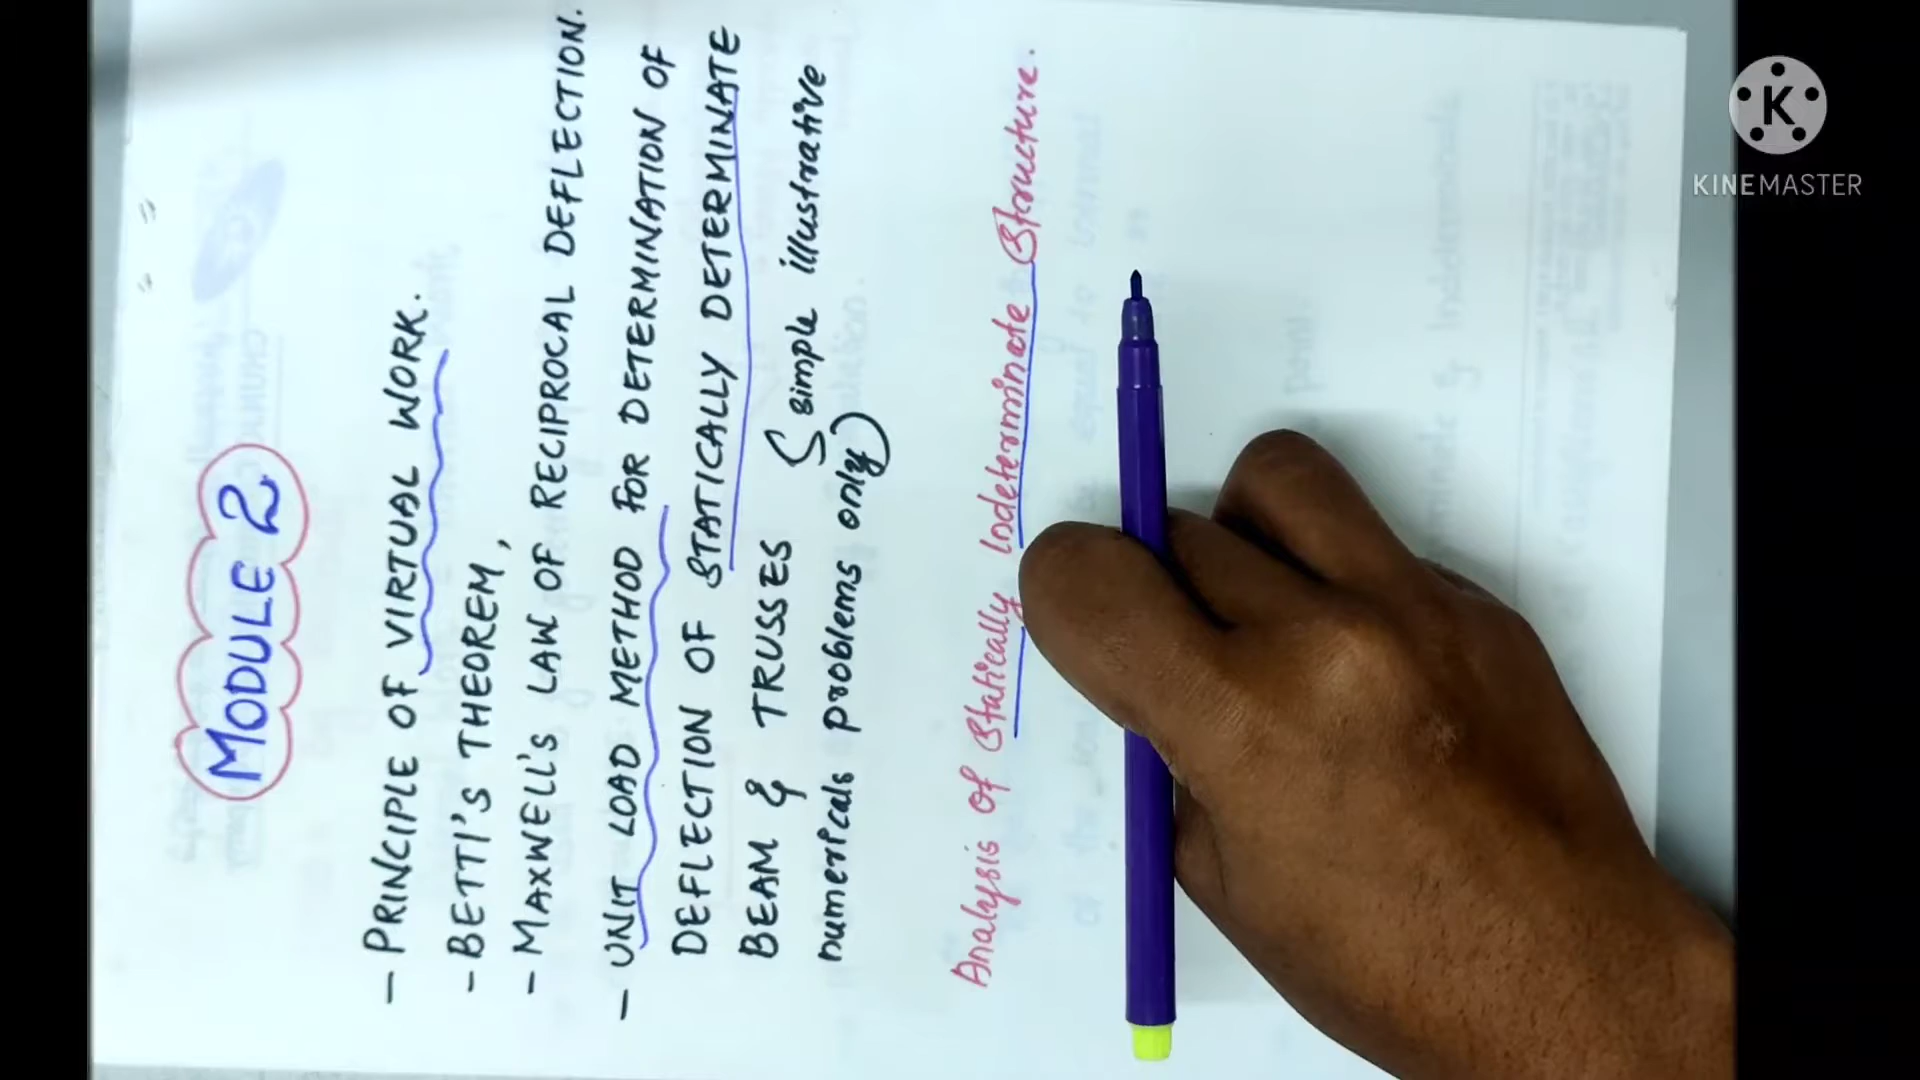 MODULE 2
- PRINCIPLE OF VIRTUAL WORK.
- BETTI'S THEOREM,
- MAXWELL'S LAW OF RECIPROCAL DEFLECTION.
- UNIT LOAD METHOD FOR DETERMINATION OF
DEFLECTION OF STATICALLY DETERMINATE
BEAM & TRUSSES (simple illustrative
numericals problems only)
Analysis of Statically Indeterminate Structure.
KINEMASTER